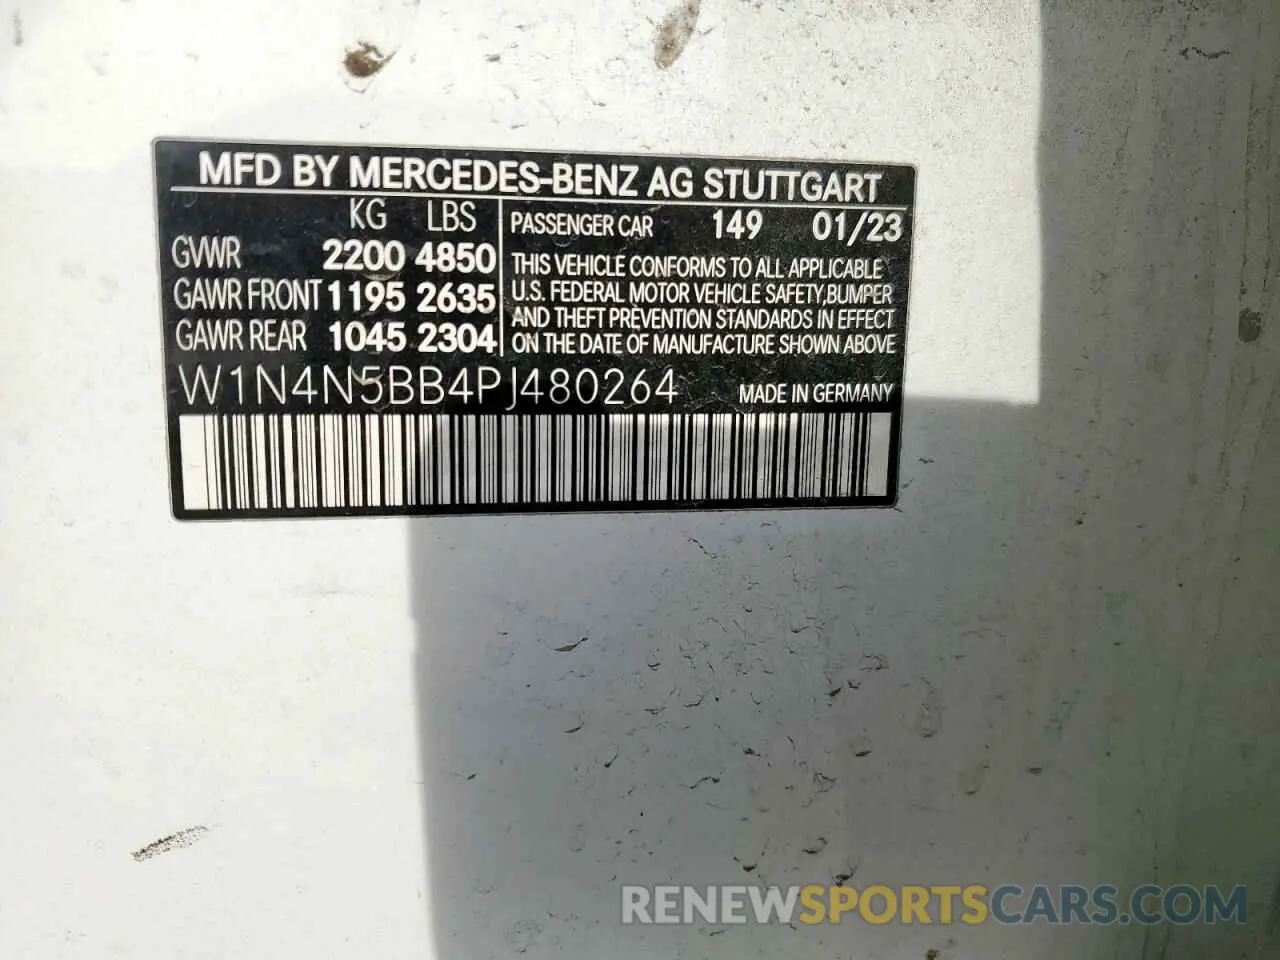 MFD BY MERCEDES-BENZ AG STUTTGART
KG LBS
GVWR 2200 4850
GAWR FRONT 1195 2635
GAWR REAR 1045 2304
PASSENGER CAR 149 01/23
THIS VEHICLE CONFORMS TO ALL APPLICABLE
U.S. FEDERAL MOTOR VEHICLE SAFETY,BUMPER
AND THEFT PREVENTION STANDARDS IN EFFECT
ON THE DATE OF MANUFACTURE SHOWN ABOVE
W1N4N5BB4PJ480264 MADE IN GERMANY
RENEWSPORTSCARS.COM